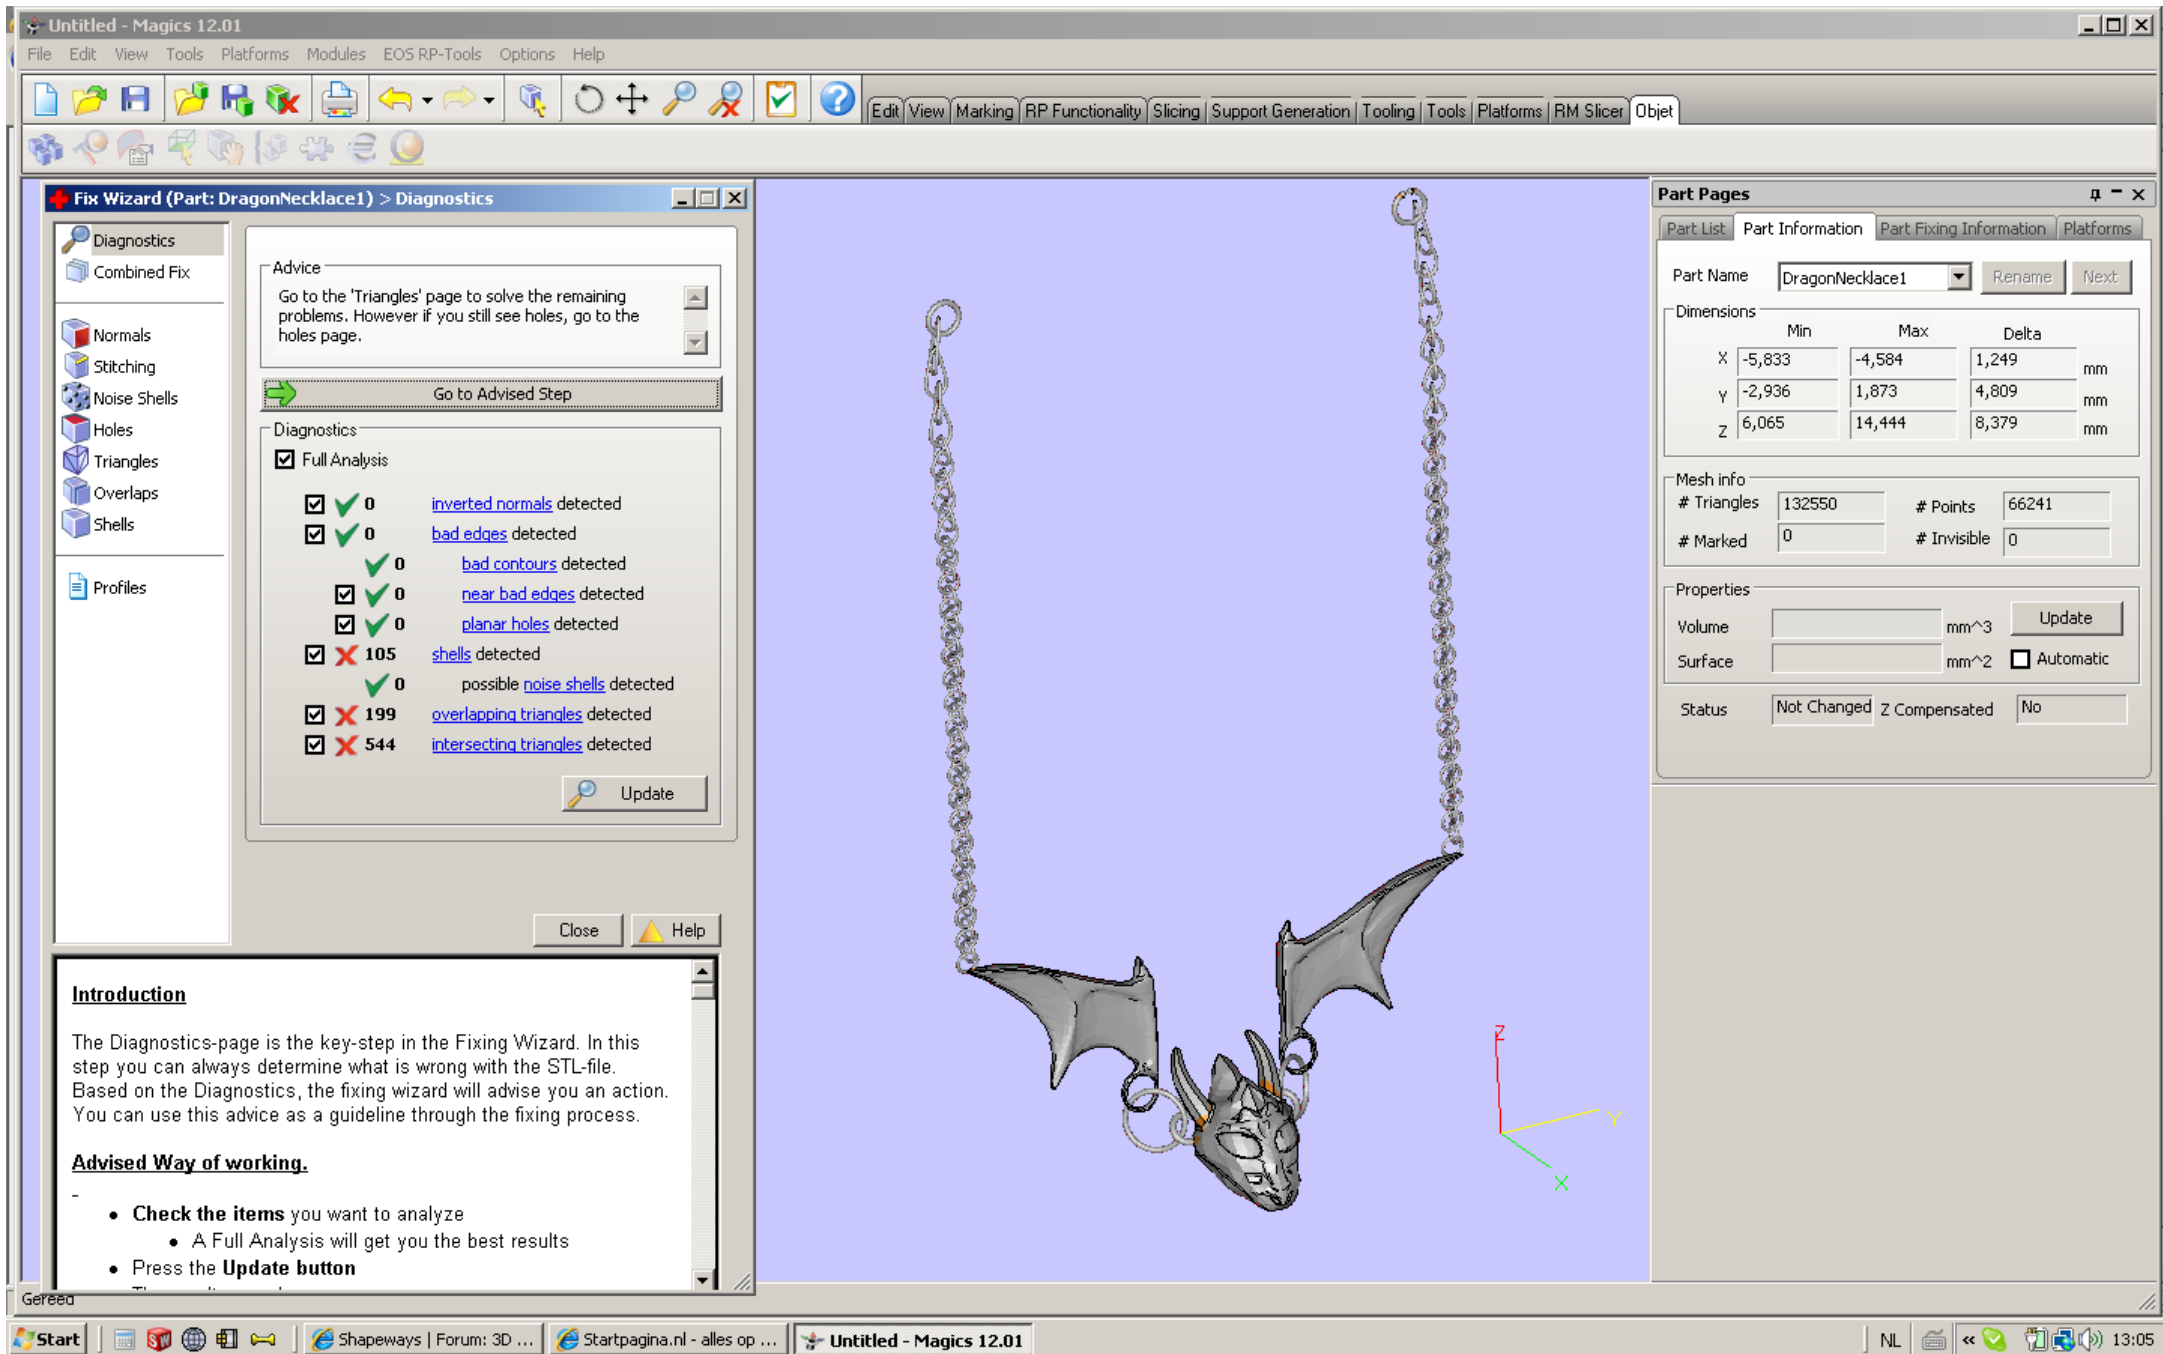 Untitled - Magics 12.01
File Edit View Tools Platforms Modules EOS RP-Tools Options Help
Edit View Marking RP Functionality Slicing Support Generation Tooling Tools Platforms RM Slicer Objet
Fix Wizard (Part: DragonNecklace1) > Diagnostics
Diagnostics
Combined Fix
Normals
Stitching
Noise Shells
Holes
Triangles
Overlaps
Shells
Profiles
Advice
Go to the 'Triangles' page to solve the remaining
problems. However if you still see holes, go to the
holes page.
Go to Advised Step
Diagnostics
Full Analysis
0 inverted normals detected
0 bad edges detected
0 bad contours detected
0 near bad edges detected
0 planar holes detected
105 shells detected
0 possible noise shells detected
199 overlapping triangles detected
544 intersecting triangles detected
Update
Close Help
Introduction
The Diagnostics-page is the key-step in the Fixing Wizard. In this
step you can always determine what is wrong with the STL-file.
Based on the Diagnostics, the fixing wizard will advise you an action.
You can use this advice as a guideline through the fixing process.
Advised Way of working.
-
• Check the items you want to analyze
• A Full Analysis will get you the best results
• Press the Update button
Z
Y
X
Part Pages
Part List Part Information Part Fixing Information Platforms
Part Name DragonNecklace1 Rename Next
Dimensions
Min Max Delta
X -5,833 -4,584 1,249 mm
Y -2,936 1,873 4,809 mm
Z 6,065 14,444 8,379 mm
Mesh info
# Triangles 132550 # Points 66241
# Marked 0 # Invisible 0
Properties
Volume mm^3 Update
Surface mm^2 Automatic
Status Not Changed Z Compensated No
Gereed
Start Shapeways | Forum: 3D ... Startpagina.nl - alles op ... Untitled - Magics 12.01 NL « 13:05